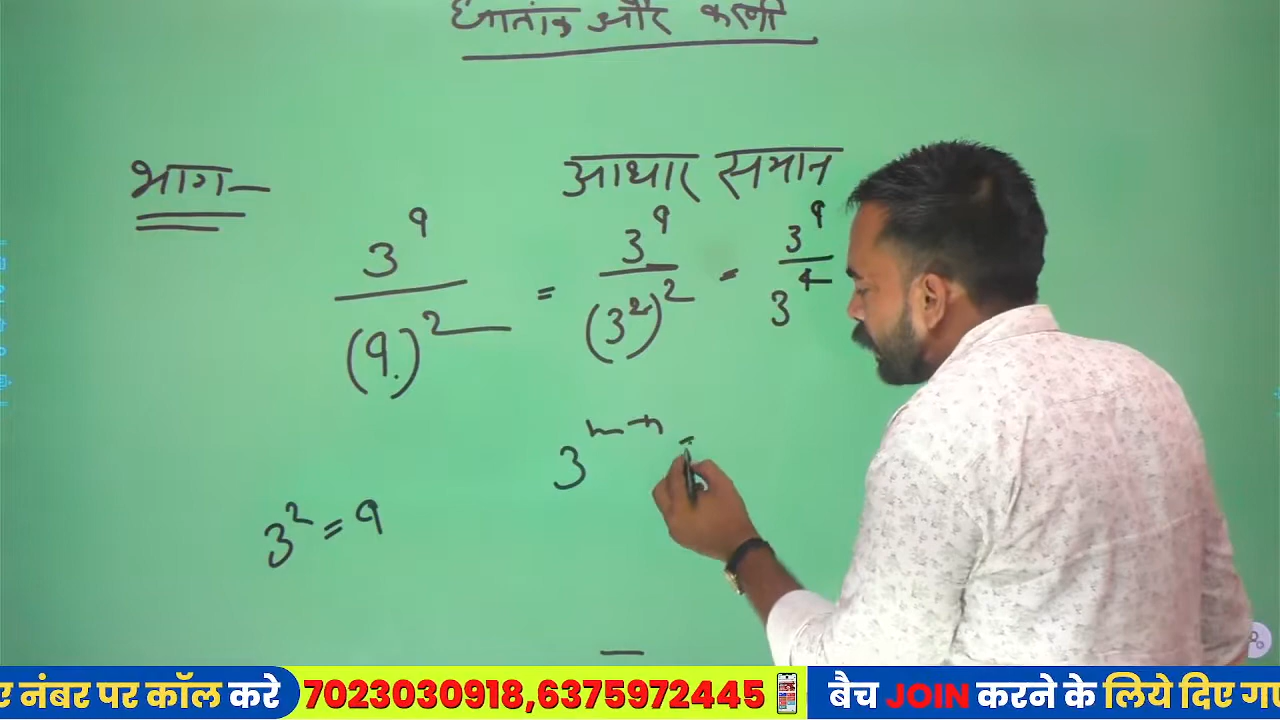 घातांक और करणी
भाग-
आधार समान
3^9 / (9)^2 = 3^9 / (3^2)^2 = 3^9 / 3^4
3^m-n =
3^2 = 9
नंबर पर कॉल करे 7023030918,6375972445 बैच JOIN करने के लिये दिए